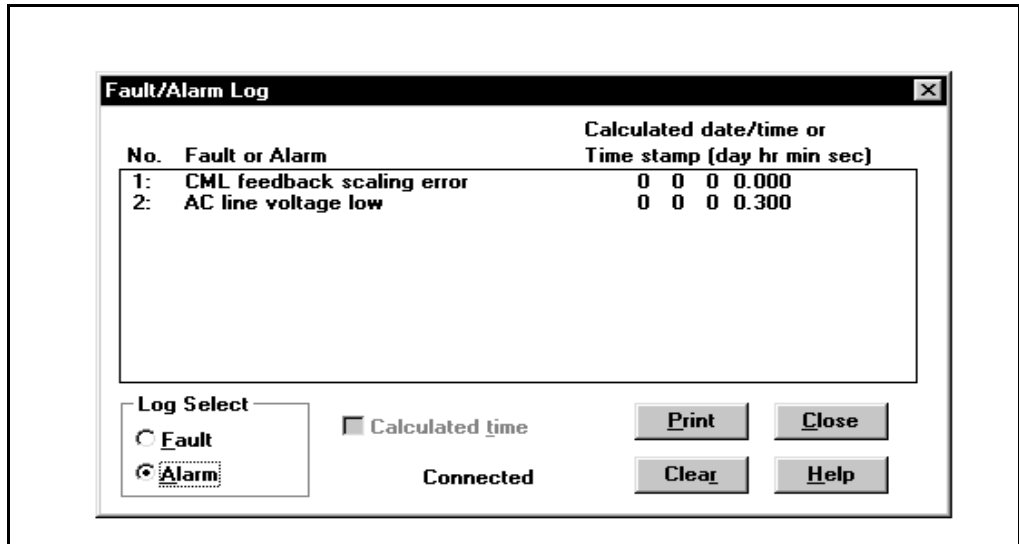 Fault/Alarm Log
Calculated date/time or
No. Fault or Alarm Time stamp (day hr min sec)
1: CML feedback scaling error 0 0 0 0.000
2: AC line voltage low 0 0 0 0.300
Log Select
Fault
Alarm
Calculated time
Connected
Print
Close
Clear
Help